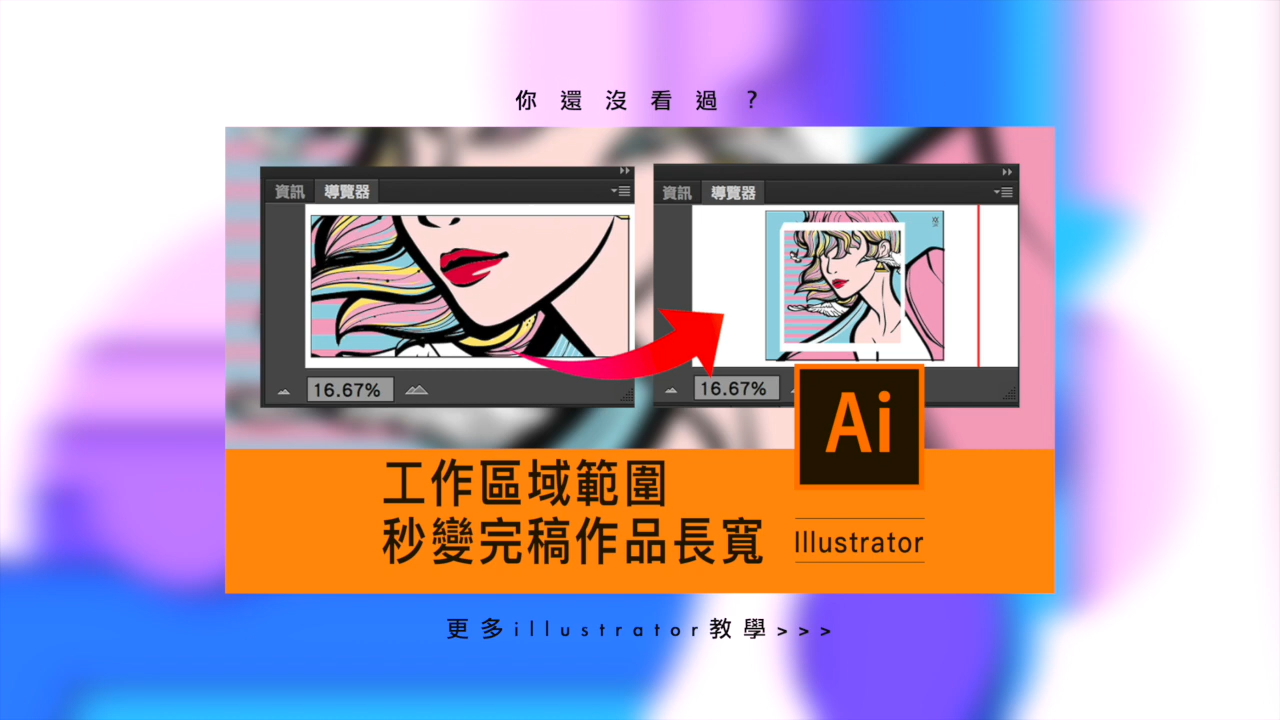 你還沒看過?
資訊 導覽器
16.67%
資訊 導覽器
16.67%
Ai
工作區域範圍
秒變完稿作品長寬
Illustrator
更多illustrator教學>>>